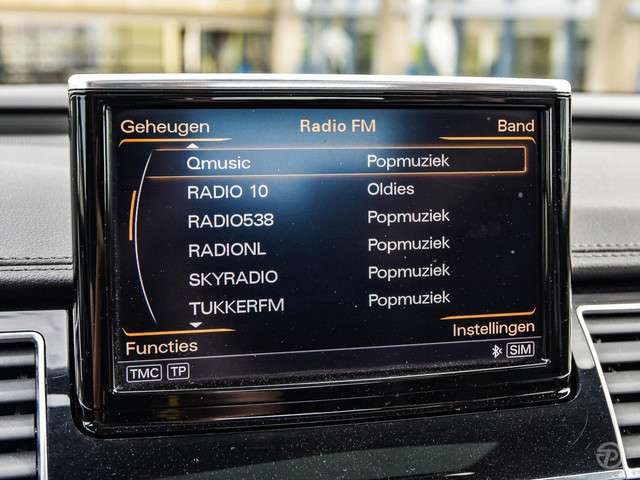 Geheugen Radio FM Band
Qmusic Popmuziek
RADIO 10 Oldies
RADIO538 Popmuziek
RADIONL Popmuziek
SKYRADIO Popmuziek
TUKKERFM Popmuziek
Functies Instellingen
TMC TP SIM